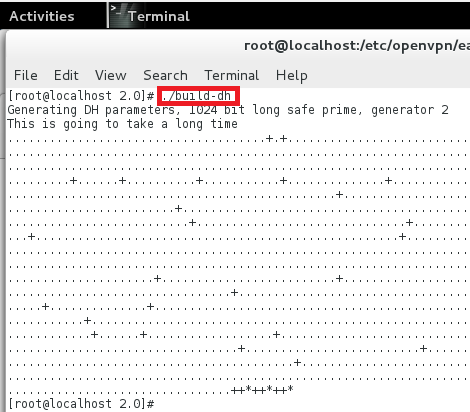 Activities
>_ Terminal
root@localhost:/etc/openvpn/ea
File Edit View Search Terminal Help
[root@localhost 2.0]# ./build-dh
Generating DH parameters, 1024 bit long safe prime, generator 2
This is going to take a long time
.....................................+.+..........................
..................................................................
.........+......+..........+...........+..............+...........
...............................................+..................
........................+.........................................
..........................+..............................+........
...+....................................................+.........
..................................................................
..................................................................
.....................+.........................+..................
................................+.................................
.....+..............+.............................................
...........+......................................................
............+......+..................+...........................
.................................+.........................+......
.........................................+........................
..................................................................
................................++*++*++*
[root@localhost 2.0]#